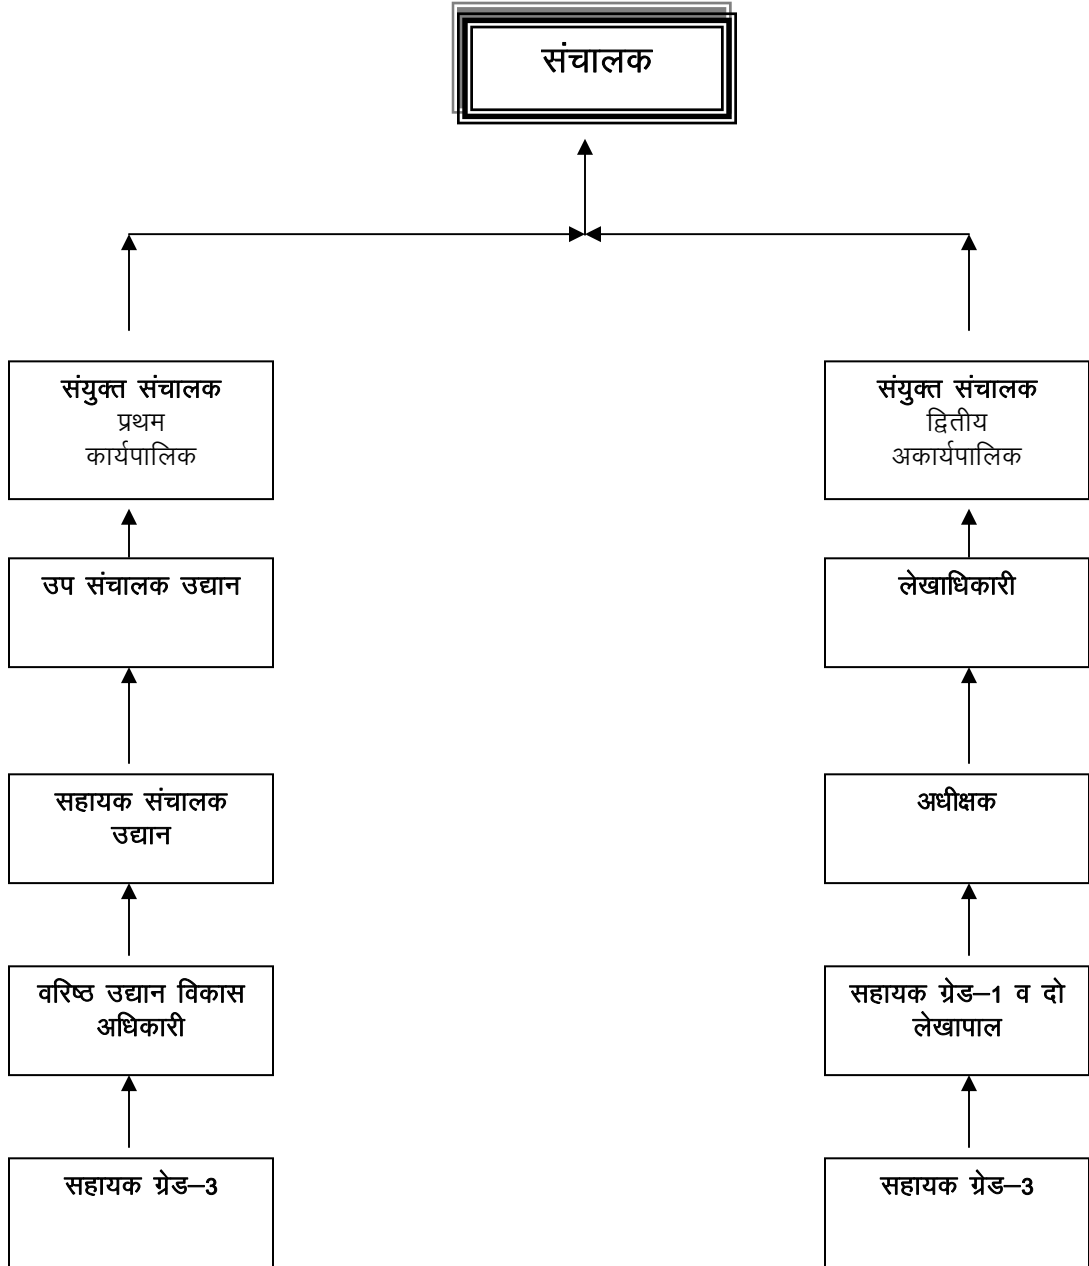 संचालक
संयुक्त संचालक
प्रथम
कार्यपालिक
संयुक्त संचालक
द्वितीय
अकार्यपालिक
उप संचालक उद्यान
लेखाधिकारी
सहायक संचालक
उद्यान
अधीक्षक
वरिष्ठ उद्यान विकास
अधिकारी
सहायक ग्रेड–1 व दो
लेखापाल
सहायक ग्रेड–3
सहायक ग्रेड–3